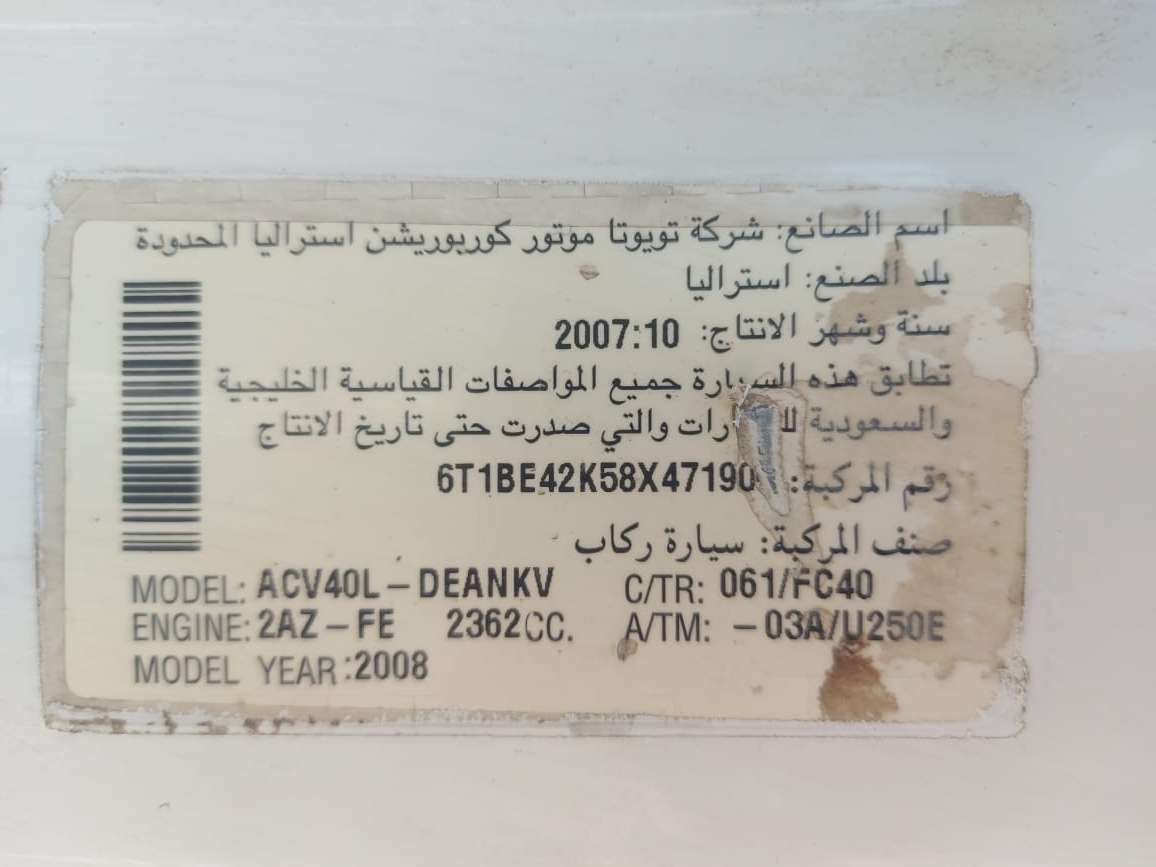 اسم الصانع: شركة تويوتا موتور كوربوريشن استراليا المحدودة
بلد الصنع: استراليا
سنة وشهر الانتاج: 2007:10
تطابق هذه السيارة جميع المواصفات القياسية الخليجية
والسعودية والتي صدرت حتى تاريخ الانتاج
رقم المركبة:
صنف المركبة: سيارة ركاب
MODEL: ACV40L-DEANKV C/TR: 061/FC40
ENGINE: 2AZ-FE 2362CC. A/TM: -03A/U250E
MODEL YEAR:2008